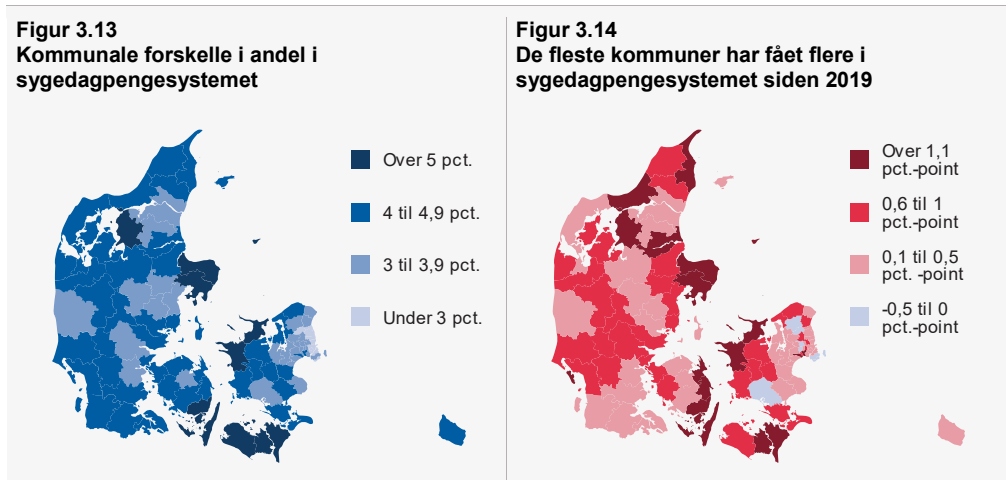 Figur 3.13
Kommunale forskelle i andel i
sygedagpengesystemet
Over 5 pct.
4 til 4,9 pct.
3 til 3,9 pct.
Under 3 pct.
Figur 3.14
De fleste kommuner har fået flere i
sygedagpengesystemet siden 2019
Over 1,1
pct.-point
0,6 til 1
pct.-point
0,1 til 0,5
pct. -point
-0,5 til 0
pct.-point